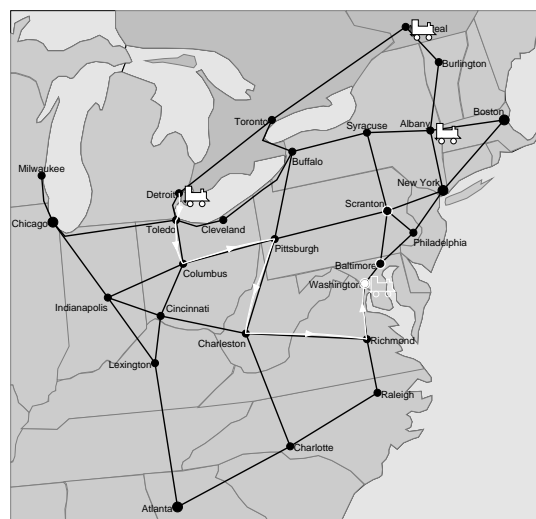 Burlington
Toronto
Syracuse
Albany
Boston
Buffalo
Milwaukee
Detroit
New York
Scranton
Chicago
Toledo
Cleveland
Philadelphia
Pittsburgh
Baltimore
Columbus
Washington
Indianapolis
Cincinnati
Charleston
Richmond
Lexington
Raleigh
Charlotte
Atlanta